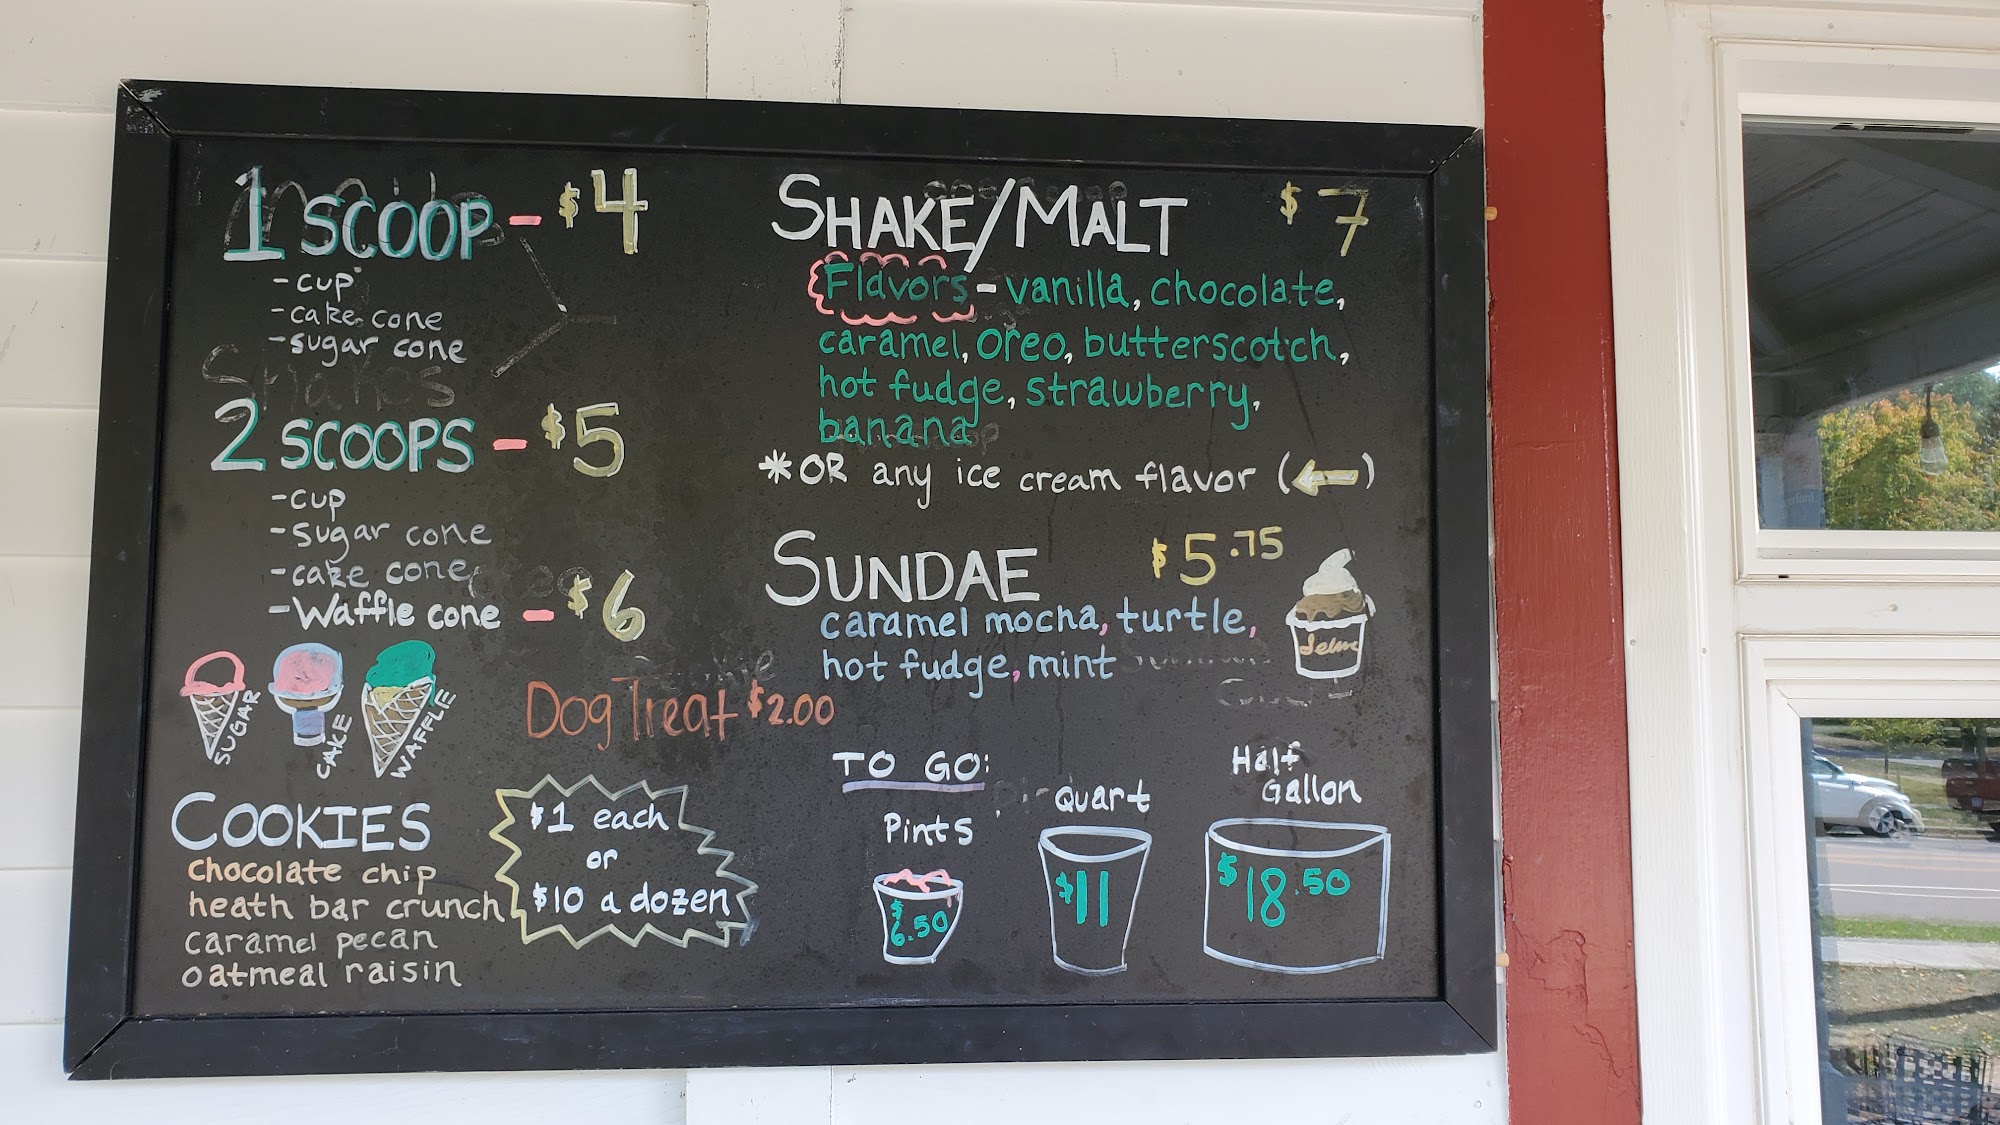 1 SCOOP - $4
- cup
- cake cone
- sugar cone
2 SCOOPS - $5
- cup
- sugar cone
- cake cone
- Waffle cone - $6
SUGAR
CAKE
WAFFLE
Dog Treat $2.00
COOKIES
chocolate chip
heath bar crunch
caramel pecan
oatmeal raisin
$1 each
or
$10 a dozen
SHAKE/MALT $7
Flavors - vanilla, chocolate,
caramel, oreo, butterscotch,
hot fudge, strawberry,
banana
*OR any ice cream flavor (←)
SUNDAE $5.75
caramel mocha, turtle,
hot fudge, mint
TO GO:
Pints
$6.50
Quart
$11
Half
Gallon
$18.50